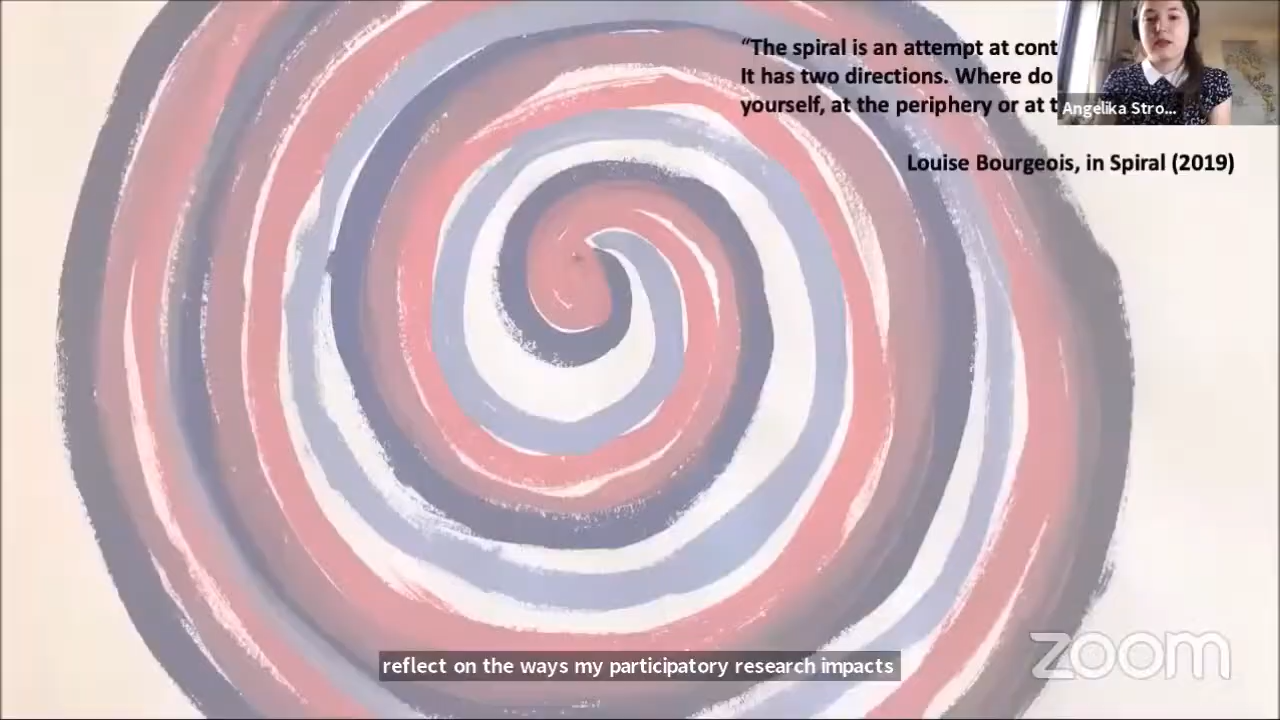 “The spiral is an attempt at cont
It has two directions. Where do
yourself, at the periphery or at t
Angelika Stro...
Louise Bourgeois, in Spiral (2019)
reflect on the ways my participatory research impacts
zoom